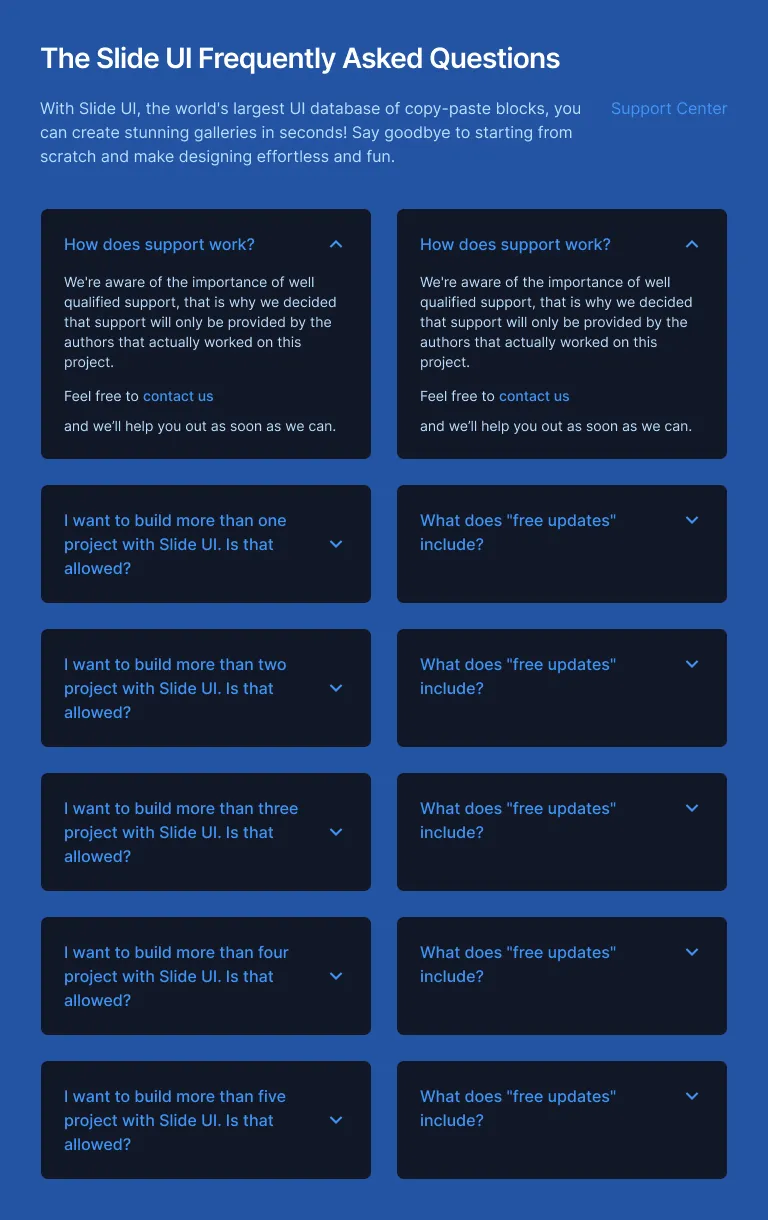 The Slide UI Frequently Asked Questions
With Slide UI, the world's largest UI database of copy-paste blocks, you
can create stunning galleries in seconds! Say goodbye to starting from
scratch and make designing effortless and fun.
Support Center
How does support work?
We're aware of the importance of well
qualified support, that is why we decided
that support will only be provided by the
authors that actually worked on this
project.
Feel free to contact us
and we’ll help you out as soon as we can.
How does support work?
We're aware of the importance of well
qualified support, that is why we decided
that support will only be provided by the
authors that actually worked on this
project.
Feel free to contact us
and we’ll help you out as soon as we can.
I want to build more than one
project with Slide UI. Is that
allowed?
What does "free updates"
include?
I want to build more than two
project with Slide UI. Is that
allowed?
What does "free updates"
include?
I want to build more than three
project with Slide UI. Is that
allowed?
What does "free updates"
include?
I want to build more than four
project with Slide UI. Is that
allowed?
What does "free updates"
include?
I want to build more than five
project with Slide UI. Is that
allowed?
What does "free updates"
include?